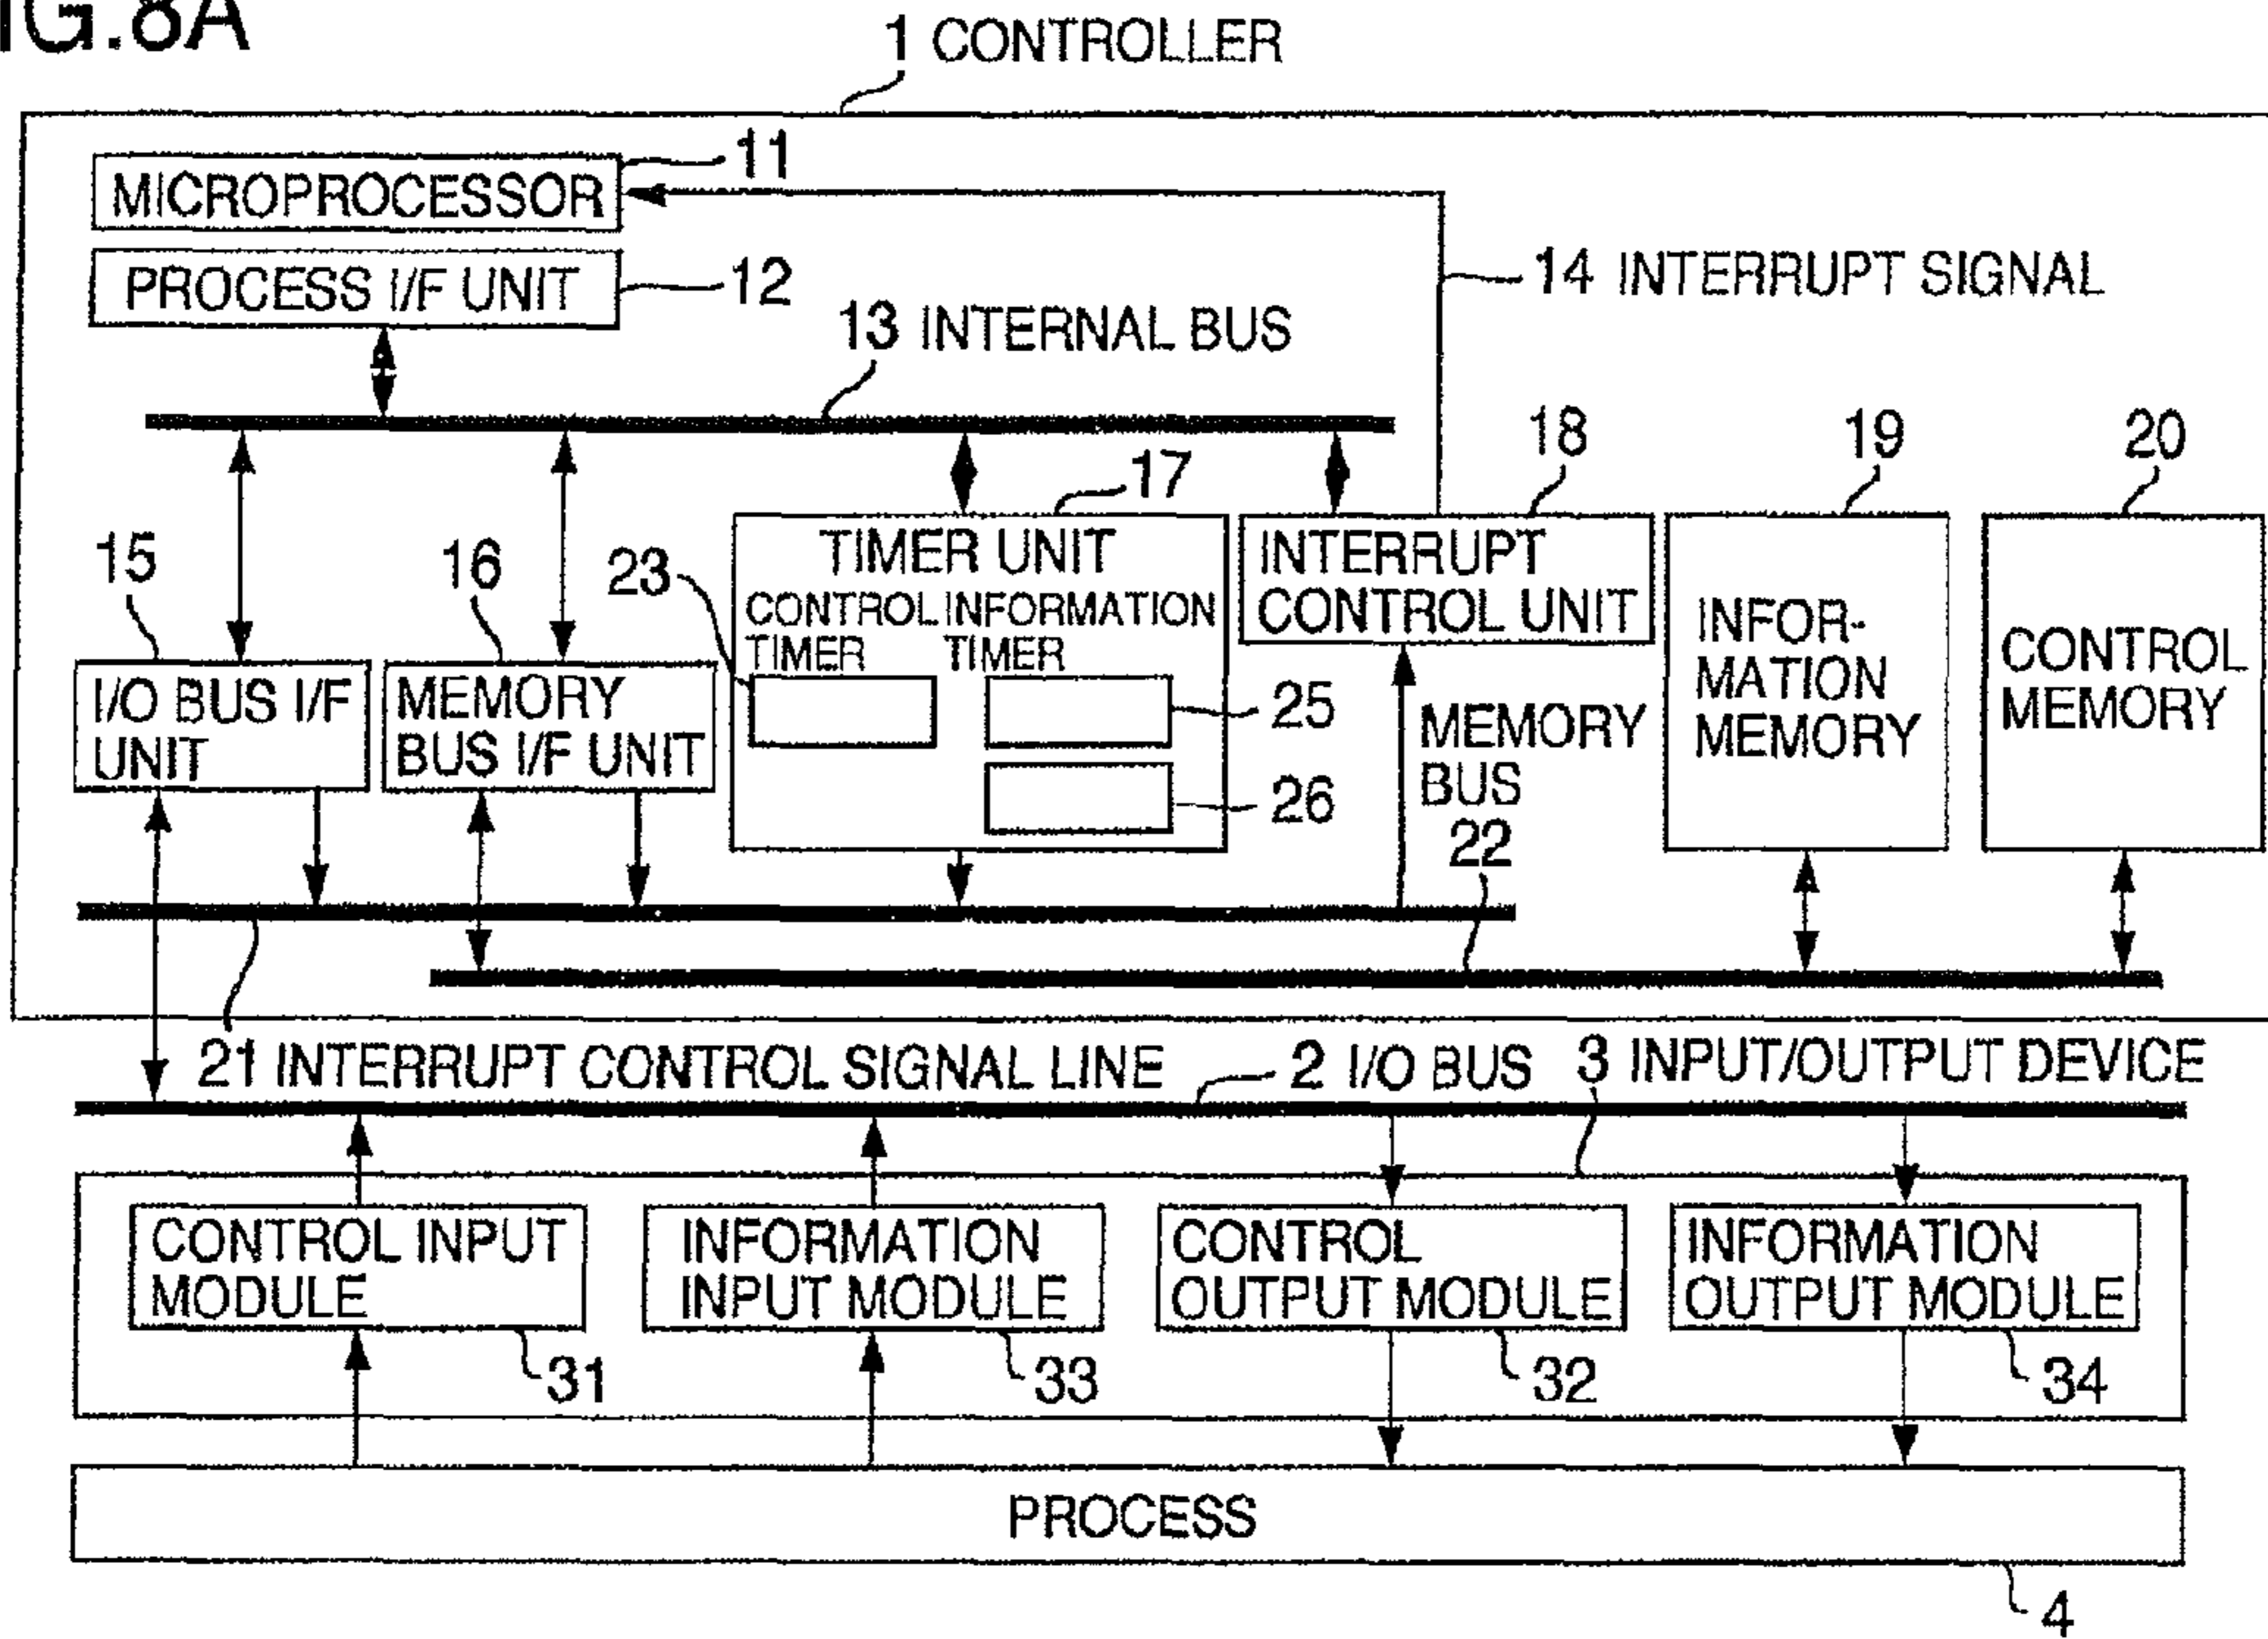 IG.8A
1 CONTROLLER
MICROPROCESSOR
11
PROCESS I/F UNIT
12
14 INTERRUPT SIGNAL
13 INTERNAL BUS
15
I/O BUS I/F
UNIT
16
MEMORY
BUS I/F UNIT
17
TIMER UNIT
23
CONTROL
TIMER
INFORMATION
TIMER
25
26
18
INTERRUPT
CONTROL UNIT
MEMORY
BUS
22
19
INFOR-
MATION
MEMORY
20
CONTROL
MEMORY
21 INTERRUPT CONTROL SIGNAL LINE
2 I/O BUS
3 INPUT/OUTPUT DEVICE
CONTROL INPUT
MODULE
31
INFORMATION
INPUT MODULE
33
CONTROL
OUTPUT MODULE
32
INFORMATION
OUTPUT MODULE
34
PROCESS
4